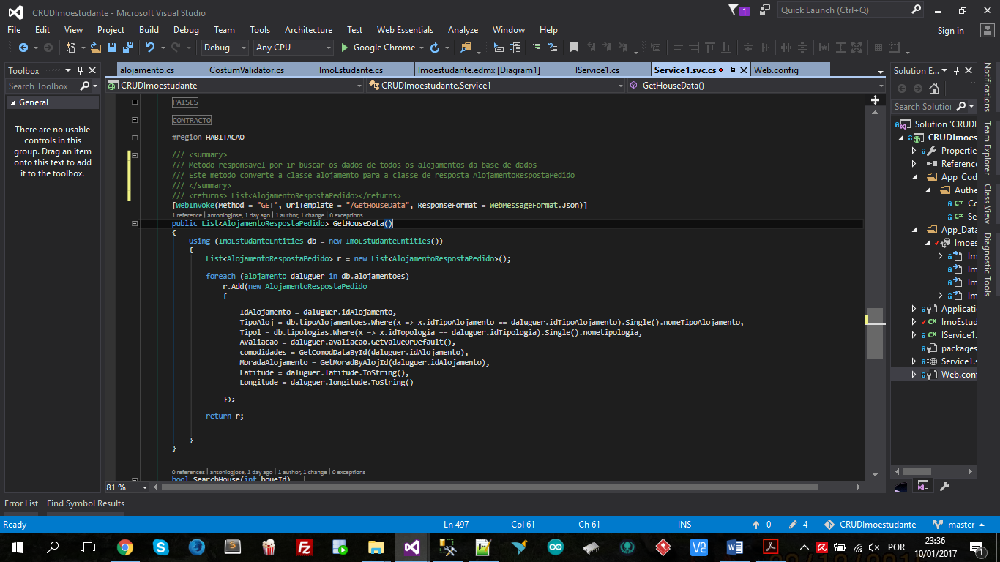 CRUDImoestudante - Microsoft Visual Studio
1
Quick Launch (Ctrl+Q)
File Edit View Project Build Debug Team Tools Architecture Test Web Essentials Analyze Window Help
Sign in
Debug Any CPU Google Chrome
Toolbox
Search Toolbox
General
There are no usable
controls in this
group. Drag an item
onto this text to add
it to the toolbox.
alojamento.cs CostumValidator.cs ImoEstudante.cs Imoestudante.edmx [Diagram1] IService1.cs Service1.svc.cs Web.config
CRUDImoestudante CRUDImoestudante.Service1 GetHouseData()
PAISES
CONTRACTO
#region HABITACAO
/// <summary>
/// Metodo responsavel por ir buscar os dados de todos os alojamentos da base de dados
/// Este metodo converte a classe alojamento para a classe de resposta AlojamentoRespostaPedido
/// </summary>
/// <returns> List<AlojamentoRespostaPedido></returns>
[WebInvoke(Method = "GET", UriTemplate = "/GetHouseData", ResponseFormat = WebMessageFormat.Json)]
1 reference | antoniogjose, 1 day ago | 1 author, 1 change | 0 exceptions
public List<AlojamentoRespostaPedido> GetHouseData()
{
using (ImoEstudanteEntities db = new ImoEstudanteEntities())
{
List<AlojamentoRespostaPedido> r = new List<AlojamentoRespostaPedido>();
foreach (alojamento daluguer in db.alojamentoes)
r.Add(new AlojamentoRespostaPedido
{
IdAlojamento = daluguer.idAlojamento,
TipoAloj = db.tipoAlojamentoes.Where(x => x.idTipoAlojamento == daluguer.idTipoAlojamento).Single().nomeTipoAlojamento,
Tipol = db.tipologias.Where(x => x.idTopologia == daluguer.idTipologia).Single().nometipologia,
Avaliacao = daluguer.avaliacao.GetValueOrDefault(),
comodidades = GetComodDataById(daluguer.idAlojamento),
MoradaAlojamento = GetMoradByAlojId(daluguer.idAlojamento),
Latitude = daluguer.latitude.ToString(),
Longitude = daluguer.longitude.ToString()
});
return r;
}
}
0 references | antoniogjose, 1 day ago | 1 author, 1 change | 0 exceptions
bool SearchHouse(int houeId)...
81 %
Solution E...
Search Solution
Solution 'CRUDI
CRUDImoes
Propertie
Referenc
App_Cod
Authe
Co
Se
App_Data
Imoes
Im
Im
Im
Im
Applicati
ImoEstud
IService1.
packages
Service1.s
Web.conf
Notifications
Team Explorer
Class View
Diagnostic Tools
Error List Find Symbol Results
Ready Ln 497 Col 61 Ch 61 INS 0 4 CRUDImoestudante master
POR
23:36
10/01/2017
1